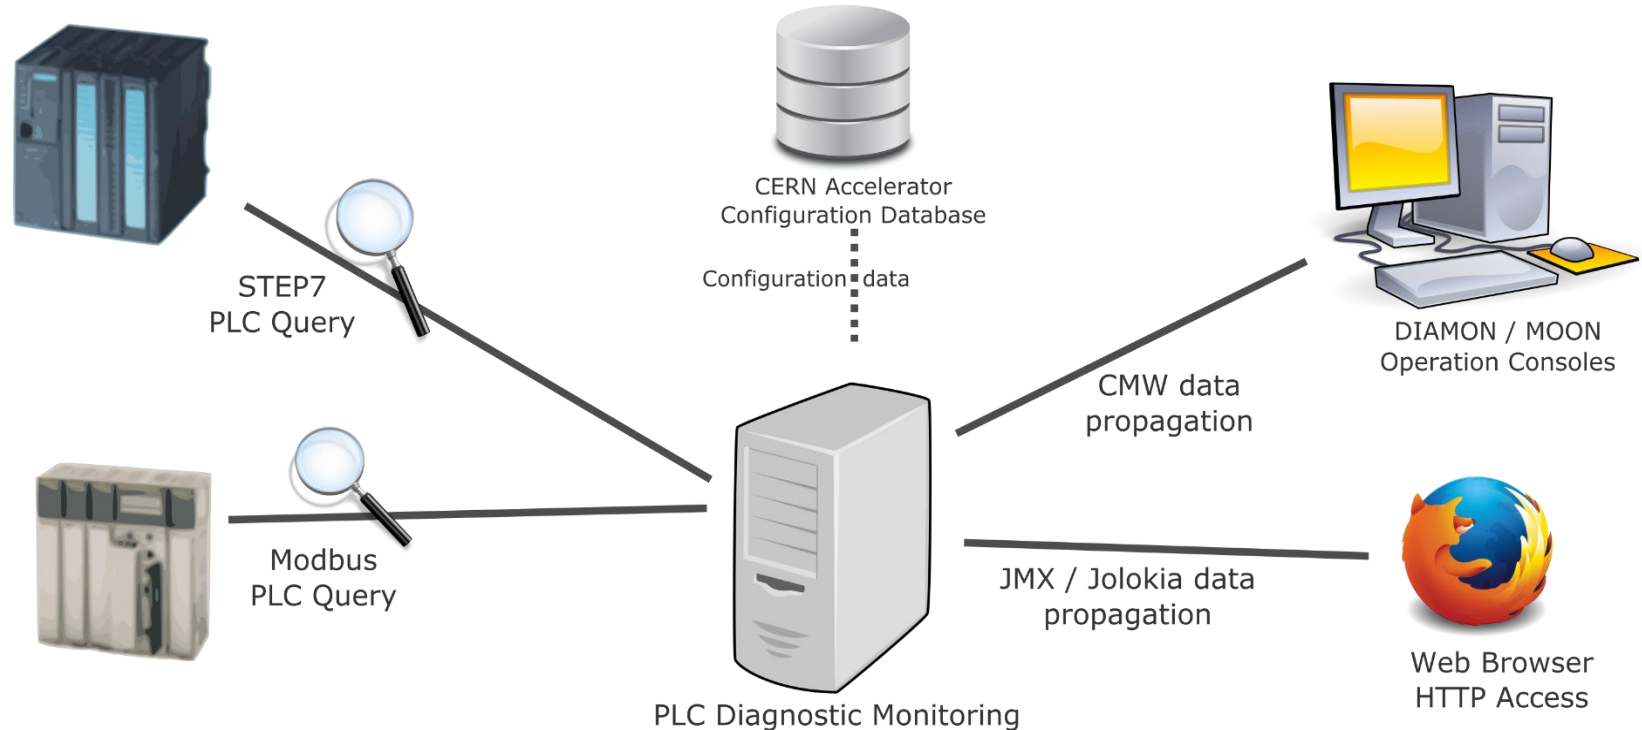 CERN Accelerator
Configuration Database
Configuration data
STEP7
PLC Query
DIAMON / MOON
Operation Consoles
CMW data
propagation
Modbus
PLC Query
JMX / Jolokia data
propagation
Web Browser
HTTP Access
PLC Diagnostic Monitoring